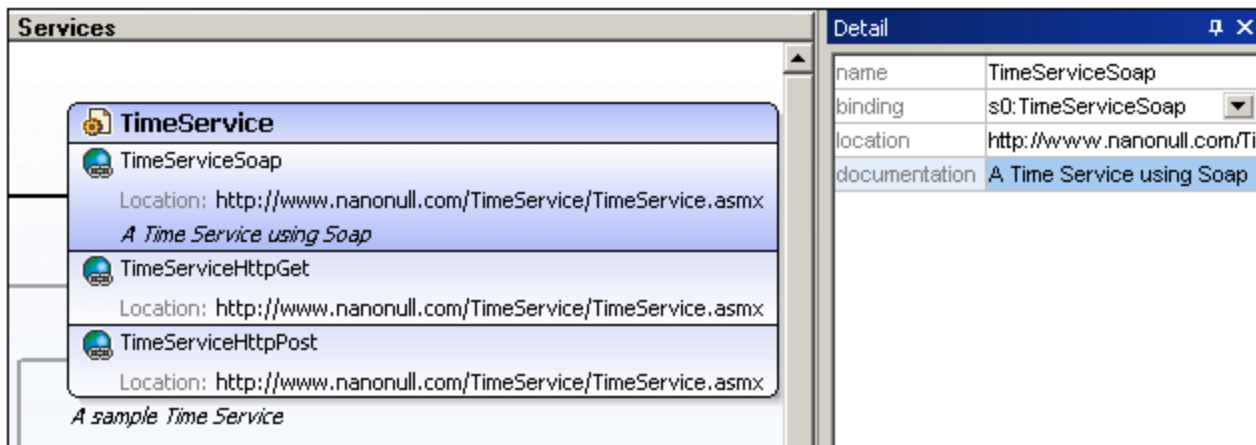 Services
TimeService
TimeServiceSoap
Location: http://www.nanonull.com/TimeService/TimeService.asmx
A Time Service using Soap
TimeServiceHttpGet
Location: http://www.nanonull.com/TimeService/TimeService.asmx
TimeServiceHttpPost
Location: http://www.nanonull.com/TimeService/TimeService.asmx
A sample Time Service
Detail
name TimeServiceSoap
binding s0:TimeServiceSoap
location http://www.nanonull.com/Ti
documentation A Time Service using Soap